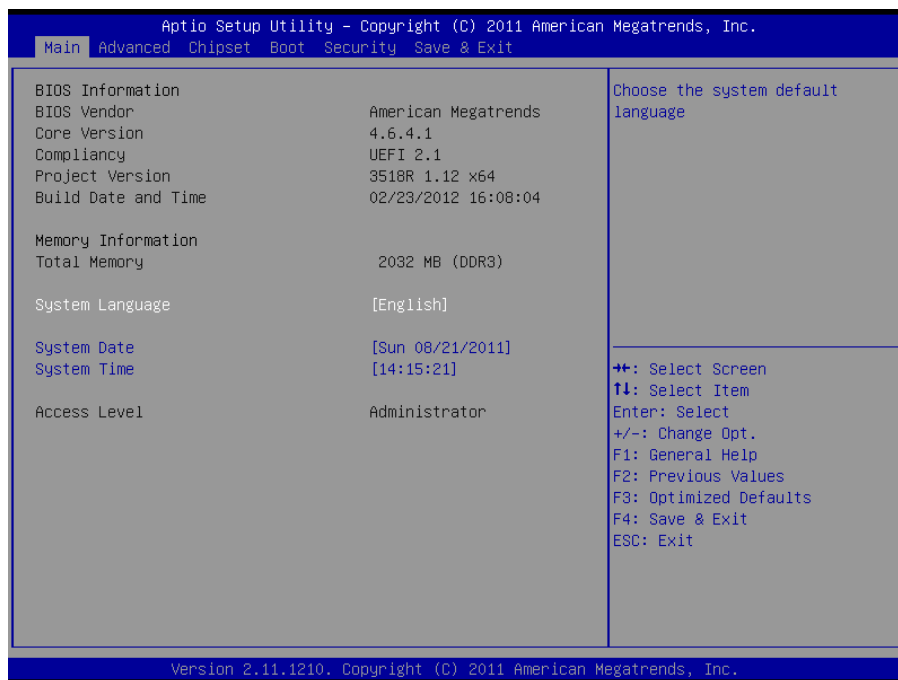 Aptio Setup Utility – Copyright (C) 2011 American Megatrends, Inc.
Main Advanced Chipset Boot Security Save & Exit
BIOS Information
BIOS Vendor American Megatrends
Core Version 4.6.4.1
Compliancy UEFI 2.1
Project Version 3518R 1.12 x64
Build Date and Time 02/23/2012 16:08:04
Memory Information
Total Memory 2032 MB (DDR3)
System Language [English]
System Date [Sun 08/21/2011]
System Time [14:15:21]
Access Level Administrator
Choose the system default
language
→←: Select Screen
↑↓: Select Item
Enter: Select
+/-: Change Opt.
F1: General Help
F2: Previous Values
F3: Optimized Defaults
F4: Save & Exit
ESC: Exit
Version 2.11.1210. Copyright (C) 2011 American Megatrends, Inc.